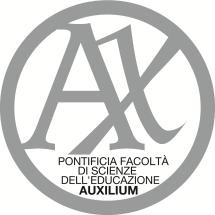 AX
PONTIFICIA FACOLTÀ
DI SCIENZE
DELL'EDUCAZIONE
AUXILIUM